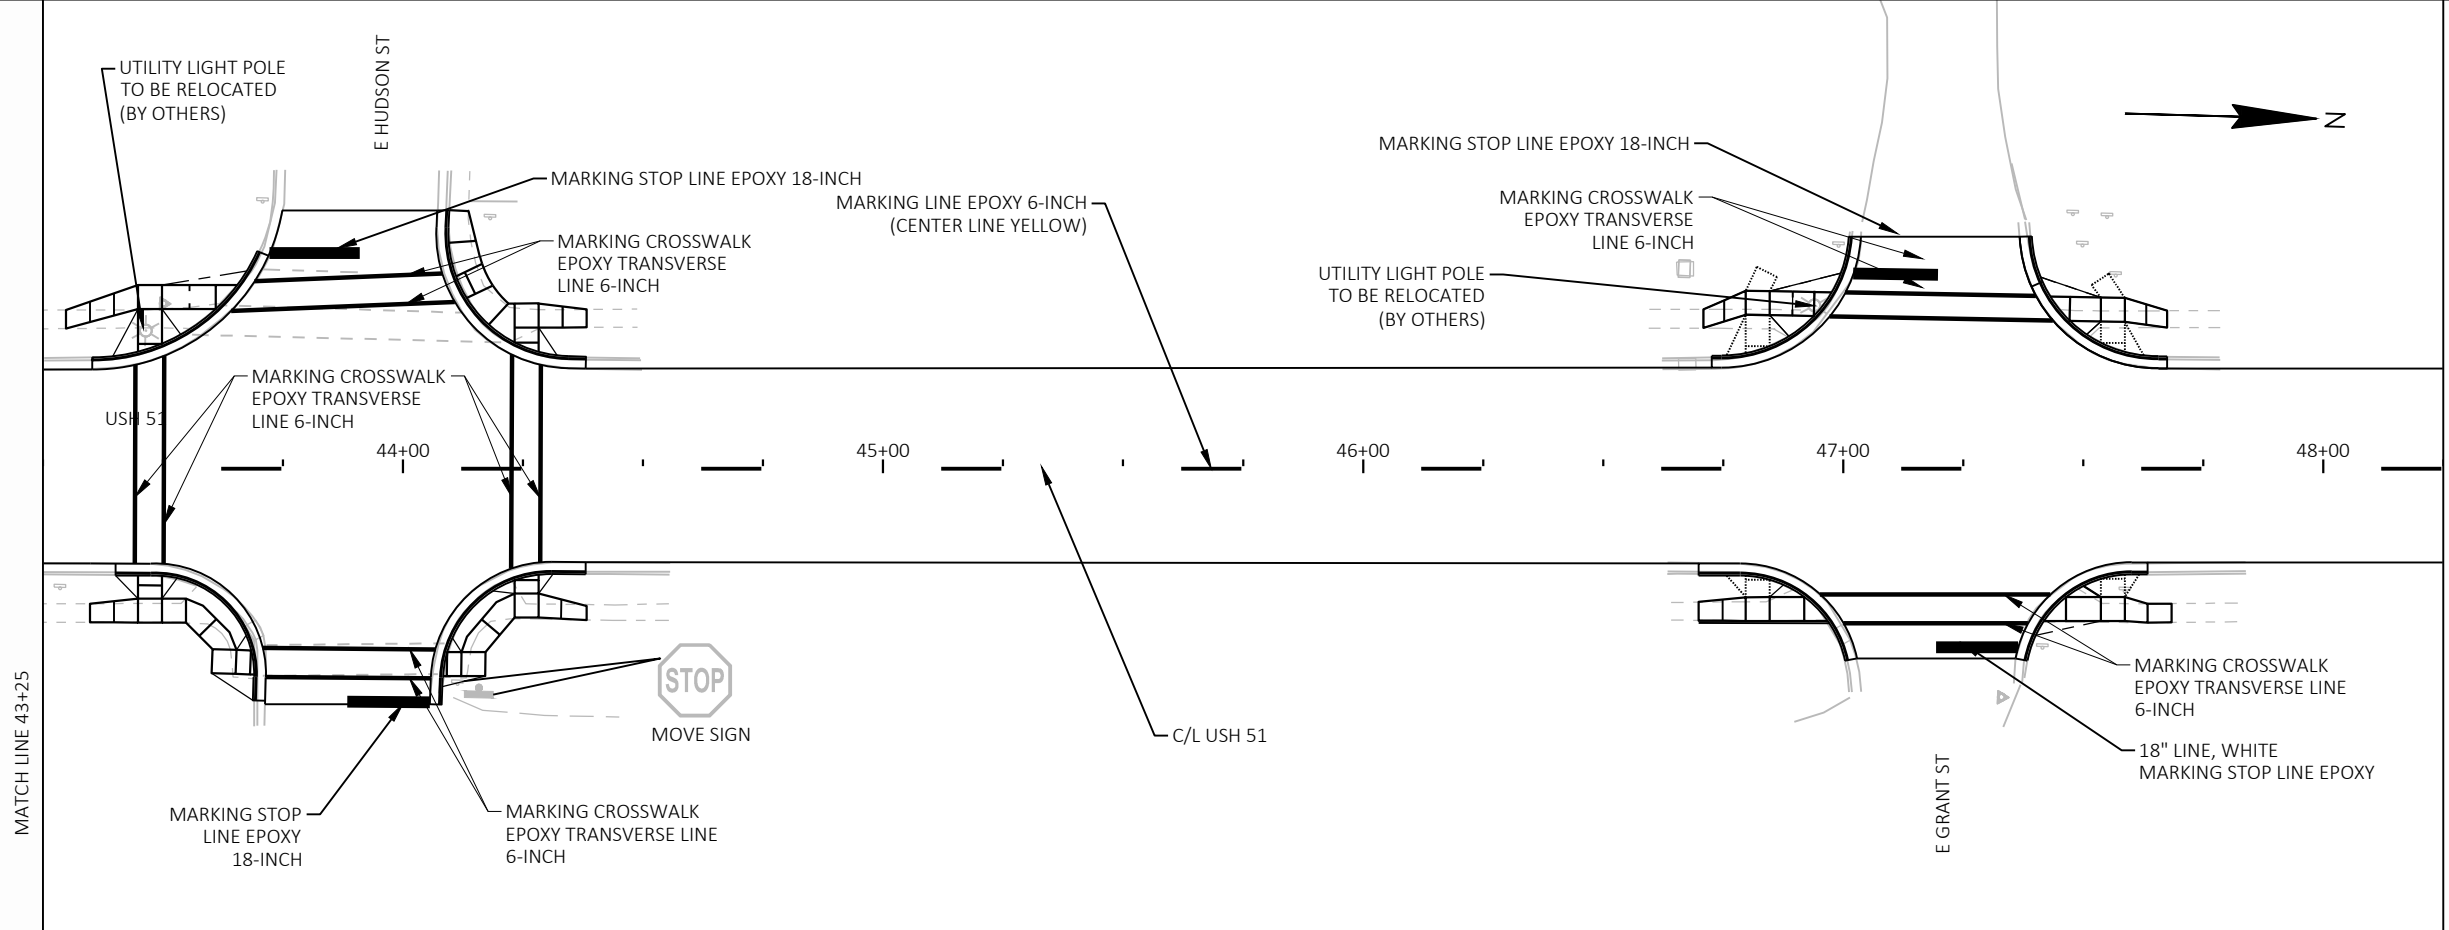 E HUDSON ST
UTILITY LIGHT POLE
TO BE RELOCATED
(BY OTHERS)
MARKING STOP LINE EPOXY 18-INCH
MARKING LINE EPOXY 6-INCH
(CENTER LINE YELLOW)
MARKING CROSSWALK
EPOXY TRANSVERSE
LINE 6-INCH
MARKING STOP LINE EPOXY 18-INCH
MARKING CROSSWALK
EPOXY TRANSVERSE
LINE 6-INCH
UTILITY LIGHT POLE
TO BE RELOCATED
(BY OTHERS)
N
MARKING CROSSWALK
EPOXY TRANSVERSE
LINE 6-INCH
USH 51
44+00
45+00
46+00
47+00
48+00
MATCH LINE 43+25
STOP
MOVE SIGN
C/L USH 51
MARKING STOP
LINE EPOXY
18-INCH
MARKING CROSSWALK
EPOXY TRANSVERSE LINE
6-INCH
MARKING CROSSWALK
EPOXY TRANSVERSE LINE
6-INCH
18" LINE, WHITE
MARKING STOP LINE EPOXY
E GRANT ST